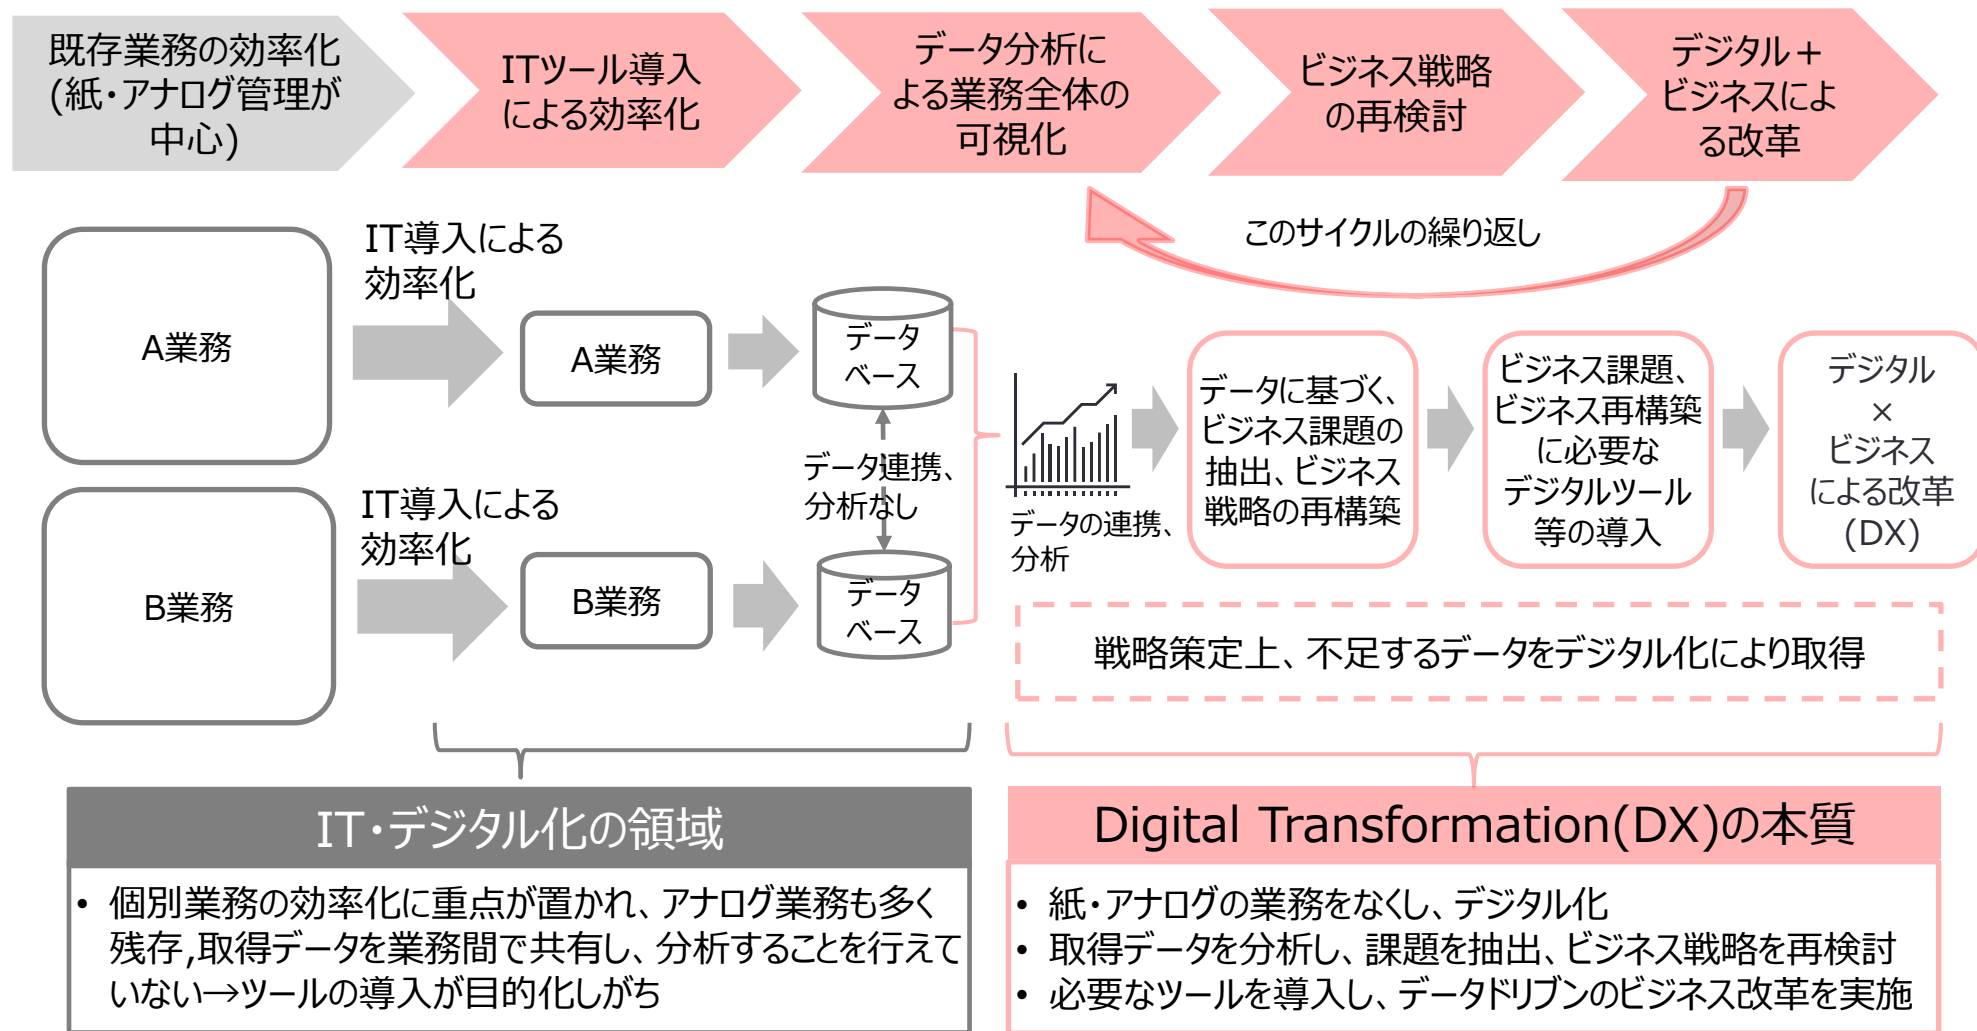 既存業務の効率化
(紙・アナログ管理が
中心)
ITツール導入
による効率化
データ分析に
よる業務全体の
可視化
ビジネス戦略
の再検討
デジタル＋
ビジネスによ
る改革
このサイクルの繰り返し
A業務
IT導入による
効率化
A業務
データ
ベース
データ連携、
分析なし
B業務
IT導入による
効率化
B業務
データ
ベース
データの連携、
分析
データに基づく、
ビジネス課題の
抽出、ビジネス
戦略の再構築
ビジネス課題、
ビジネス再構築
に必要な
デジタルツール
等の導入
デジタル
×
ビジネス
による改革
(DX)
戦略策定上、不足するデータをデジタル化により取得
IT・デジタル化の領域
• 個別業務の効率化に重点が置かれ、アナログ業務も多く
残存,取得データを業務間で共有し、分析することを行えて
いない→ツールの導入が目的化しがち
Digital Transformation(DX)の本質
• 紙・アナログの業務をなくし、デジタル化
• 取得データを分析し、課題を抽出、ビジネス戦略を再検討
• 必要なツールを導入し、データドリブンのビジネス改革を実施